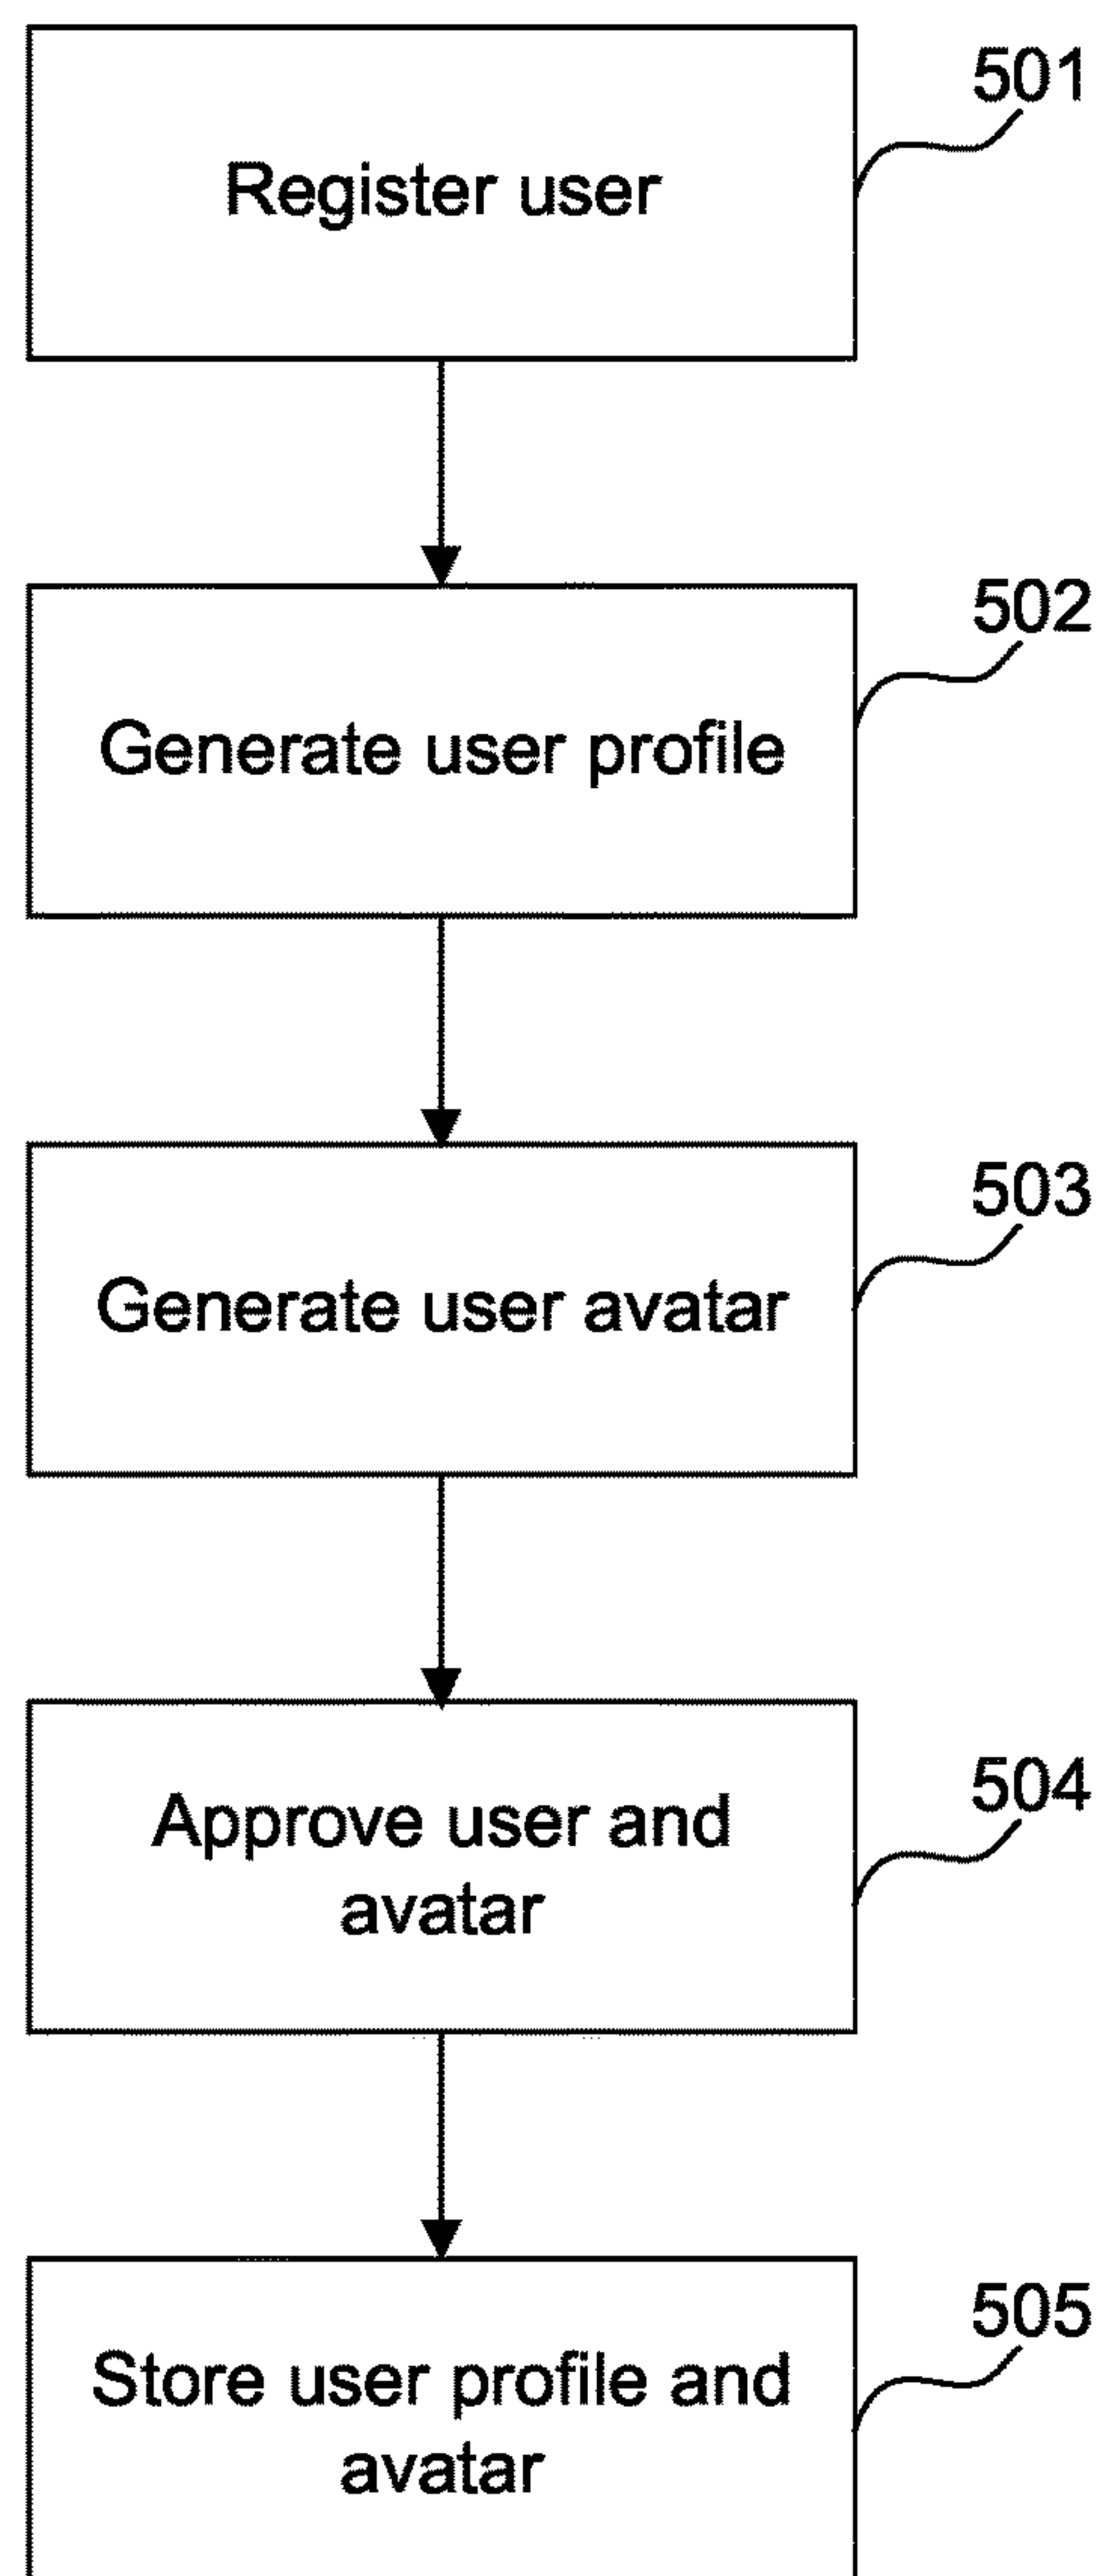 501
Register user
502
Generate user profile
503
Generate user avatar
504
Approve user and
avatar
505
Store user profile and
avatar